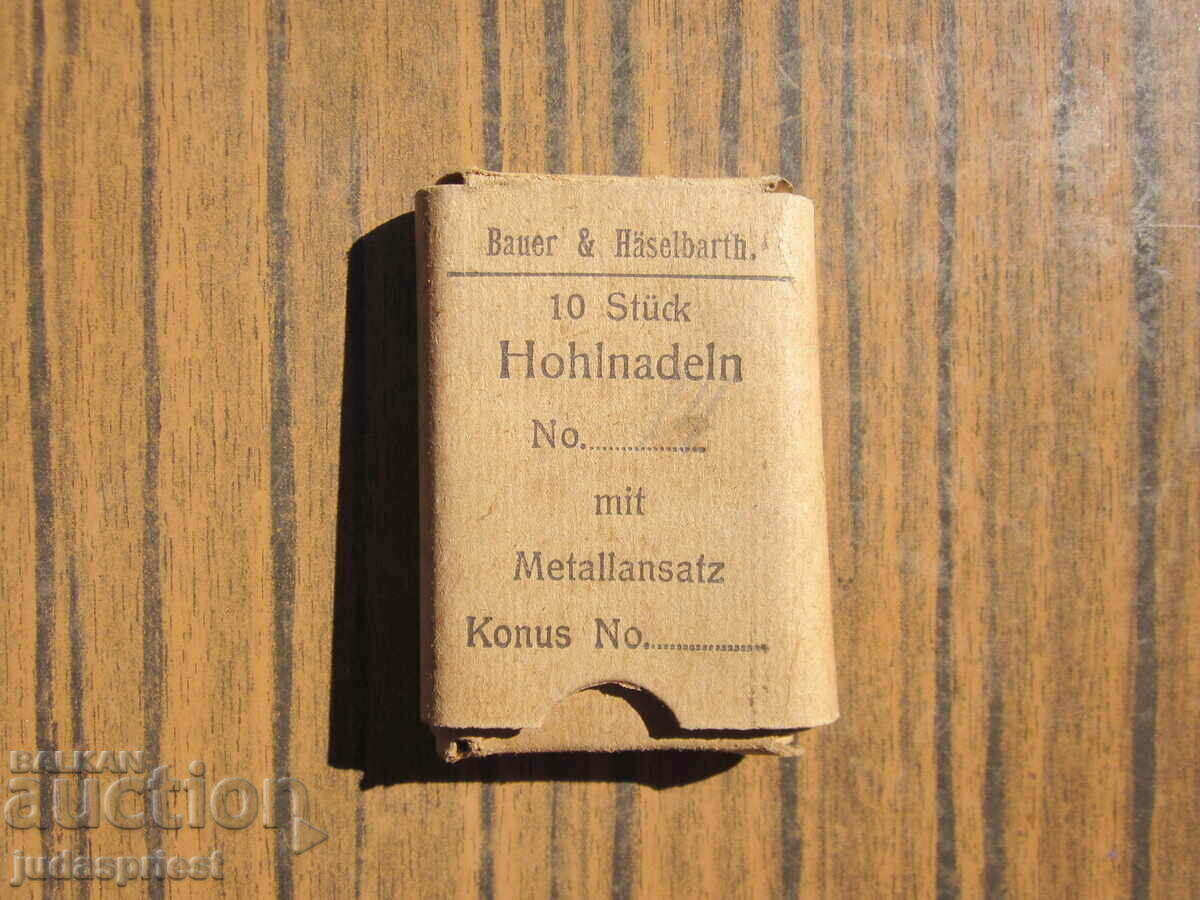 Bauer & Häselbarth.
10 Stück
Hohlnadeln
No..............
mit
Metallansatz
Konus No..............
BALKAN
auction
judaspriest